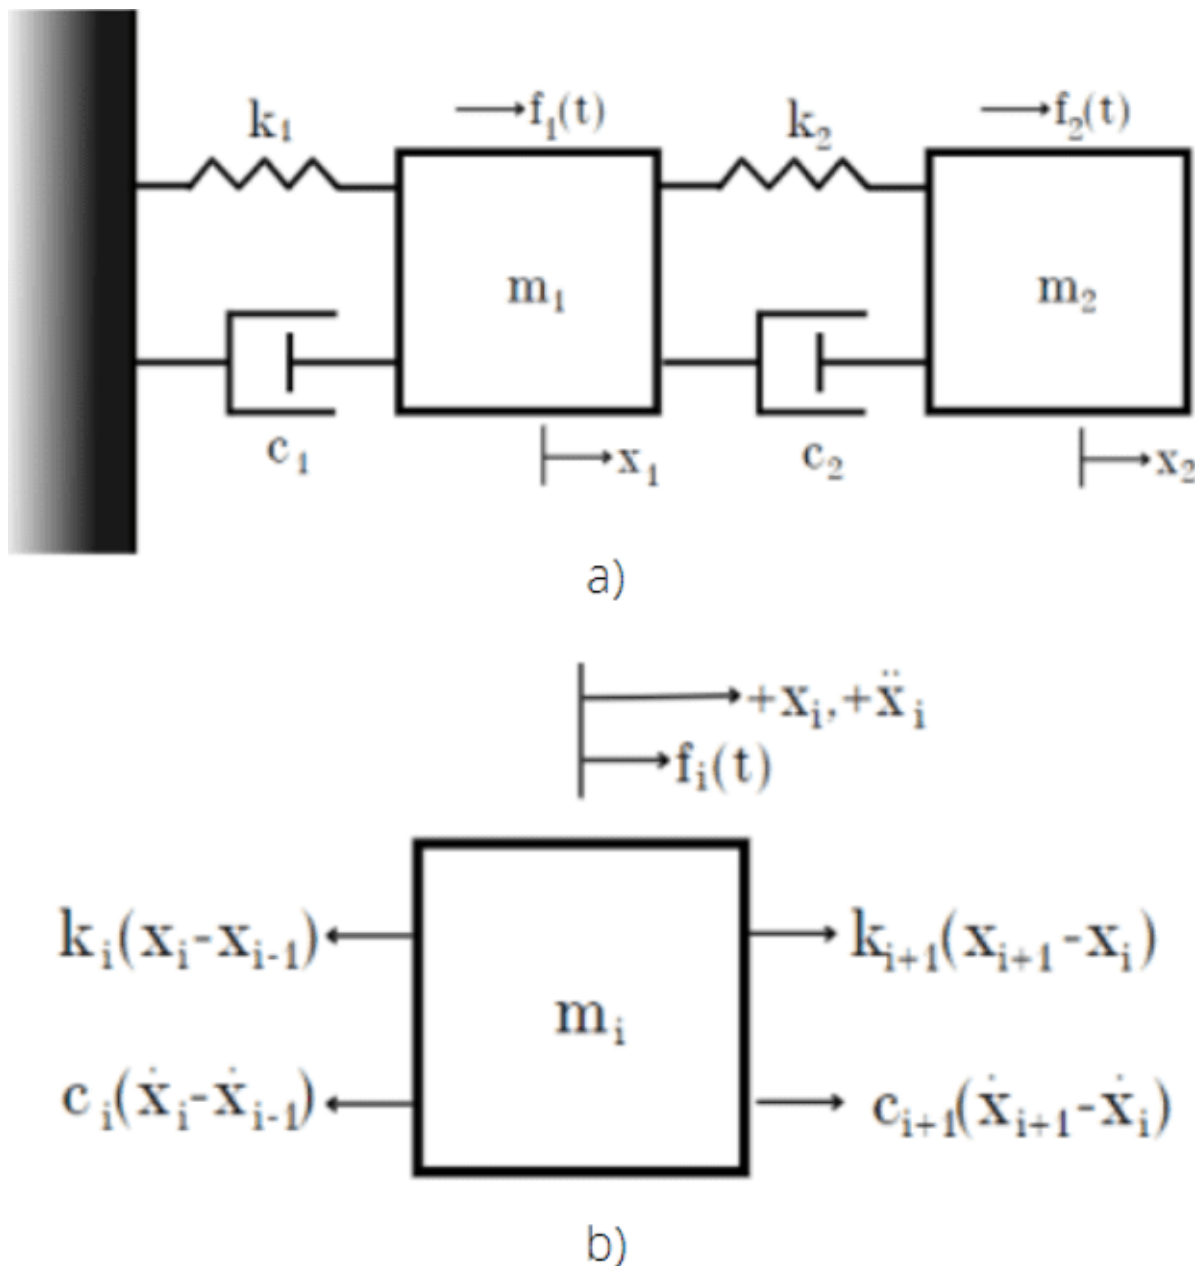 k₁ f₁(t) k₂ f₂(t)
m₁ m₂
c₁ x₁ c₂ x₂
a)
+xᵢ,+ẍᵢ
fᵢ(t)
kᵢ(xᵢ-xᵢ₋₁) kᵢ₊₁(xᵢ₊₁-xᵢ)
mᵢ
cᵢ(ẋᵢ-ẋᵢ₋₁) cᵢ₊₁(ẋᵢ₊₁-ẋᵢ)
b)